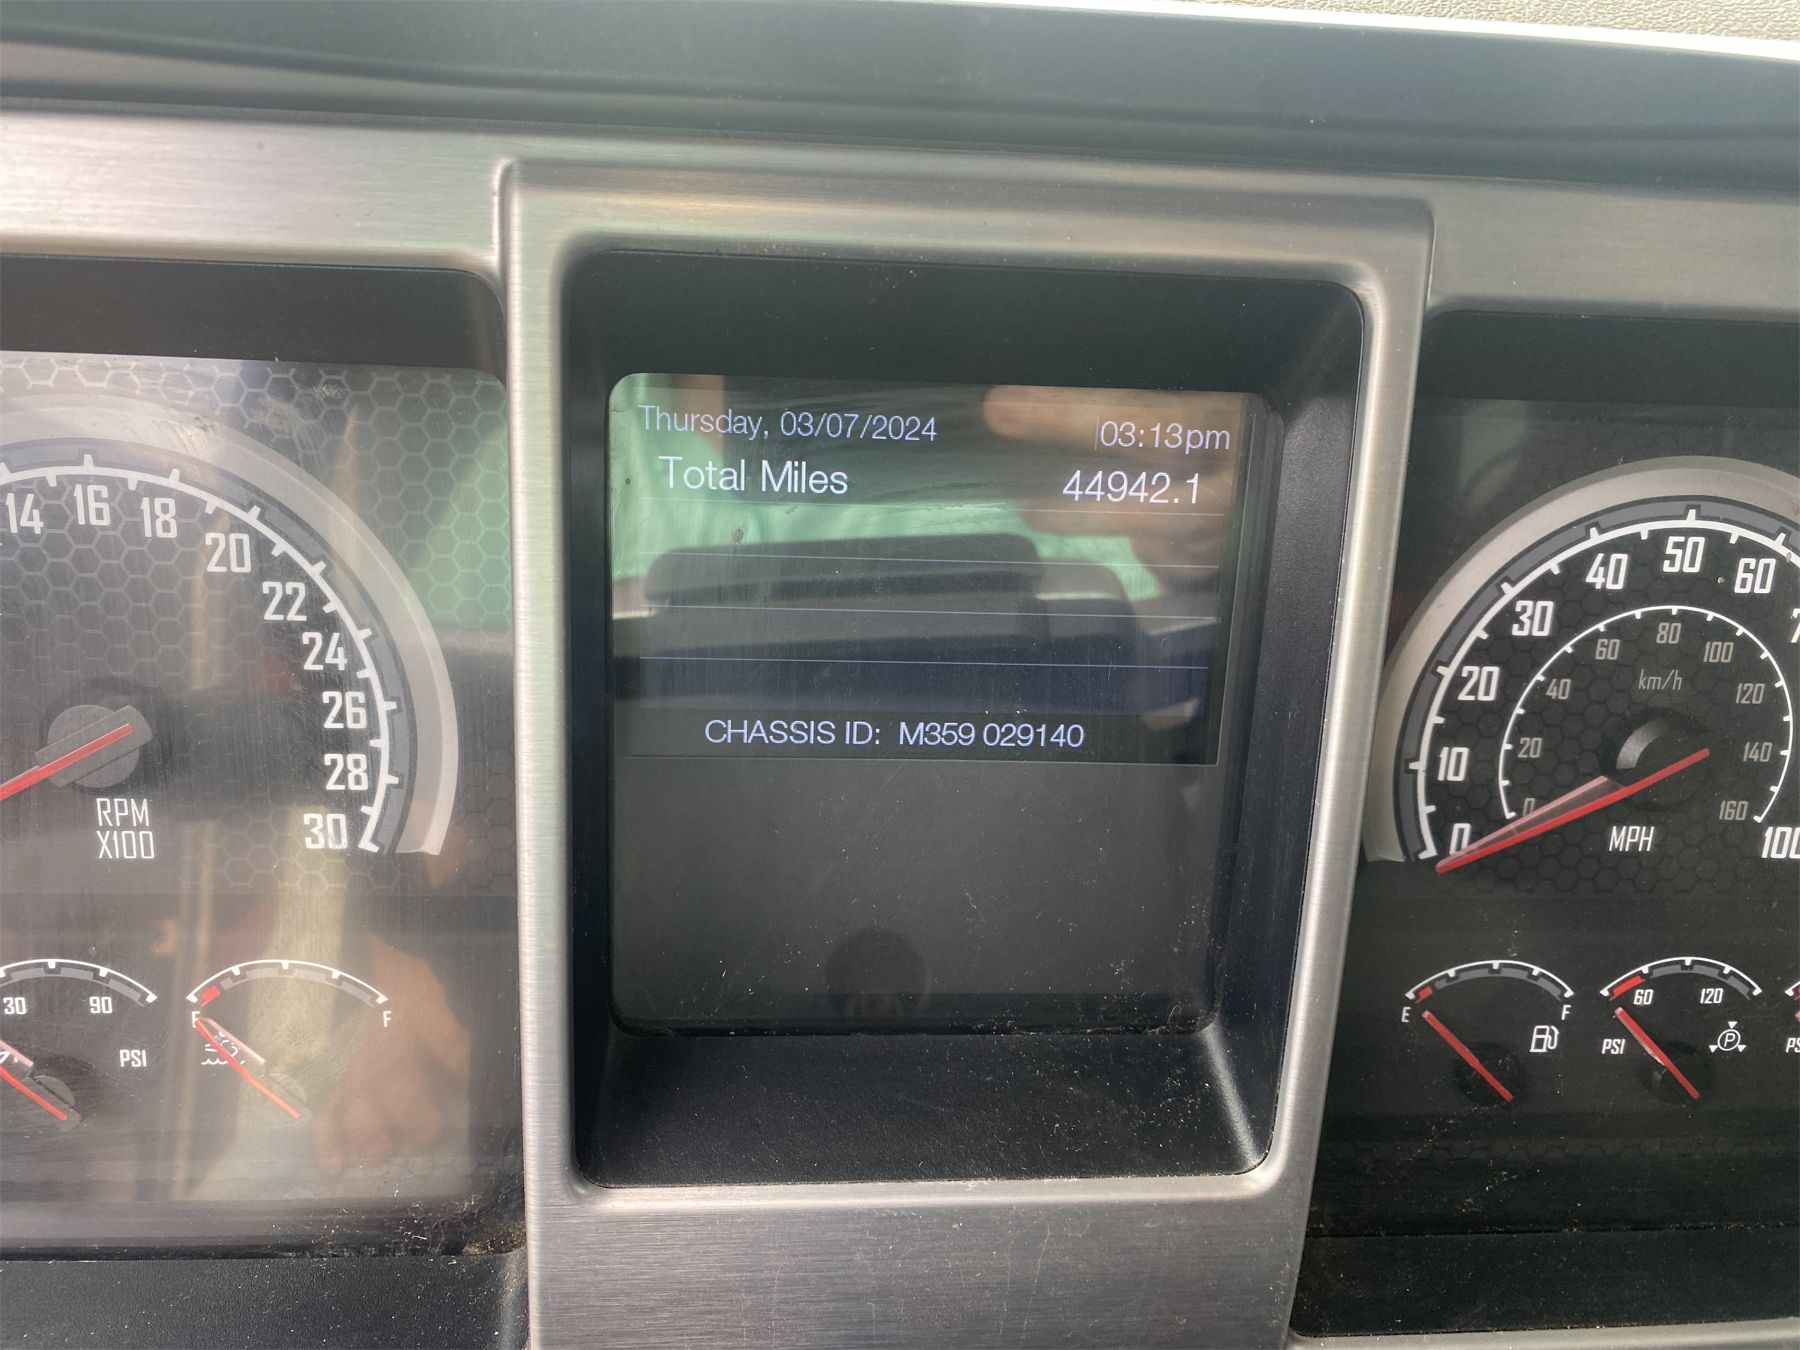 Thursday, 03/07/2024 03:13pm
Total Miles 44942.1
CHASSIS ID: M359 029140
14 16 18 20 22 24 26 28 30
RPM
X100
30 90
PSI
E F
0 10 20 30 40 50 60 100
0 20 40 60 80 100 120 140 160
km/h
MPH
E F
60 120
PSI
P